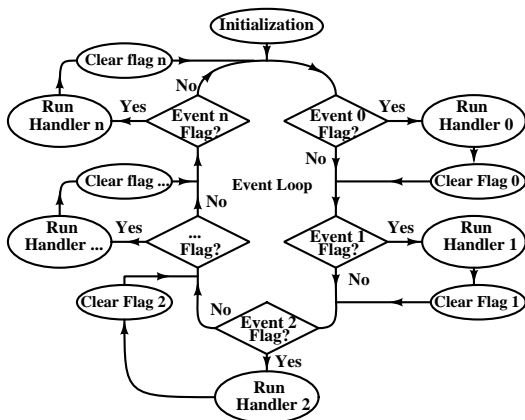 Initialization
Clear flag n
No
Run
Handler n
Yes
Event n
Flag?
Event 0
Flag?
Yes
Run
Handler 0
No
Clear Flag 0
Clear flag ...
Event Loop
No
Run
Handler ...
Yes
...
Flag?
Event 1
Flag?
Yes
Run
Handler 1
No
Clear Flag 1
Clear Flag 2
No
Event 2
Flag?
Yes
Run
Handler 2